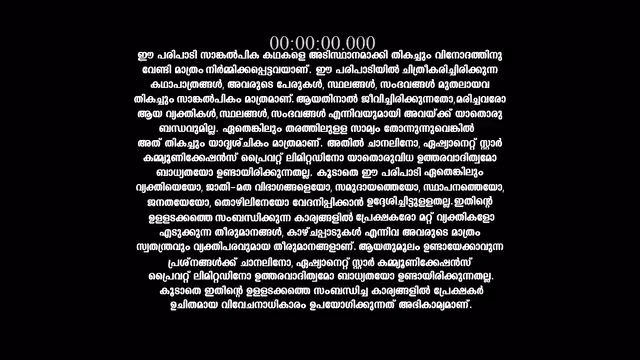 00:00:00.000
ഈ പരിപാടി സാങ്കൽപിക കഥകളെ അടിസ്ഥാനമാക്കി തികച്ചും വിനോദത്തിനു
വേണ്ടി മാത്രം നിർമ്മിക്കപ്പെട്ടവയാണ്. ഈ പരിപാടിയിൽ ചിത്രീകരിച്ചിരിക്കുന്ന
കഥാപാത്രങ്ങൾ, അവരുടെ പേരുകൾ, സ്ഥലങ്ങൾ, സംഭവങ്ങൾ മുതലായവ
തികച്ചും സാങ്കൽപികം മാത്രമാണ്. ആയതിനാൽ ജീവിച്ചിരിക്കുന്നതോ,മരിച്ചവരോ
ആയ വ്യക്തികൾ,സ്ഥലങ്ങൾ,സംഭവങ്ങൾ എന്നിവയുമായി അവയ്ക്ക് യാതൊരു
ബന്ധവുമില്ല. ഏതെങ്കിലും തരത്തിലുളള സാമ്യം തോന്നുന്നുവെങ്കിൽ
അത് തികച്ചും യാദൃശ്ചികം മാത്രമാണ്. അതിൽ ചാനലിനോ, ഏഷ്യാനെറ്റ് സ്റ്റാർ
കമ്മ്യൂണിക്കേഷൻസ് പ്രൈവറ്റ് ലിമിറ്റഡിനോ യാതൊരുവിധ ഉത്തരവാദിത്വമോ
ബാധ്യതയോ ഉണ്ടായിരിക്കുന്നതല്ല. കൂടാതെ ഈ പരിപാടി ഏതെങ്കിലും
വ്യക്തിയെയോ, ജാതി-മത വിഭാഗങ്ങളെയോ, സമുദായത്തെയോ, സ്ഥാപനത്തെയോ,
ജനതയേയോ, തൊഴിലിനേയോ വേദനിപ്പിക്കാൻ ഉദ്ദേശിച്ചിട്ടുളളതല്ല.ഇതിന്റെ
ഉളളടക്കത്തെ സംബന്ധിക്കുന്ന കാര്യങ്ങളിൽ പ്രേക്ഷകരോ മറ്റ് വ്യക്തികളോ
എടുക്കുന്ന തീരുമാനങ്ങൾ, കാഴ്ചപ്പാടുകൾ എന്നിവ അവരുടെ മാത്രം
സ്വതന്ത്രവും വ്യക്തിപരവുമായ തീരുമാനങ്ങളാണ്. ആയതുമൂലം ഉണ്ടായേക്കാവുന്ന
പ്രശ്നങ്ങൾക്ക് ചാനലിനോ, ഏഷ്യാനെറ്റ് സ്റ്റാർ കമ്മ്യൂണിക്കേഷൻസ്
പ്രൈവറ്റ് ലിമിറ്റഡിനോ ഉത്തരവാദിത്വമോ ബാധ്യതയോ ഉണ്ടായിരിക്കുന്നതല്ല.
കൂടാതെ ഇതിന്റെ ഉളളടക്കത്തെ സംബന്ധിച്ച കാര്യങ്ങളിൽ പ്രേക്ഷകർ
ഉചിതമായ വിവേചനാധികാരം ഉപയോഗിക്കുന്നത് അഭികാമ്യമാണ്.